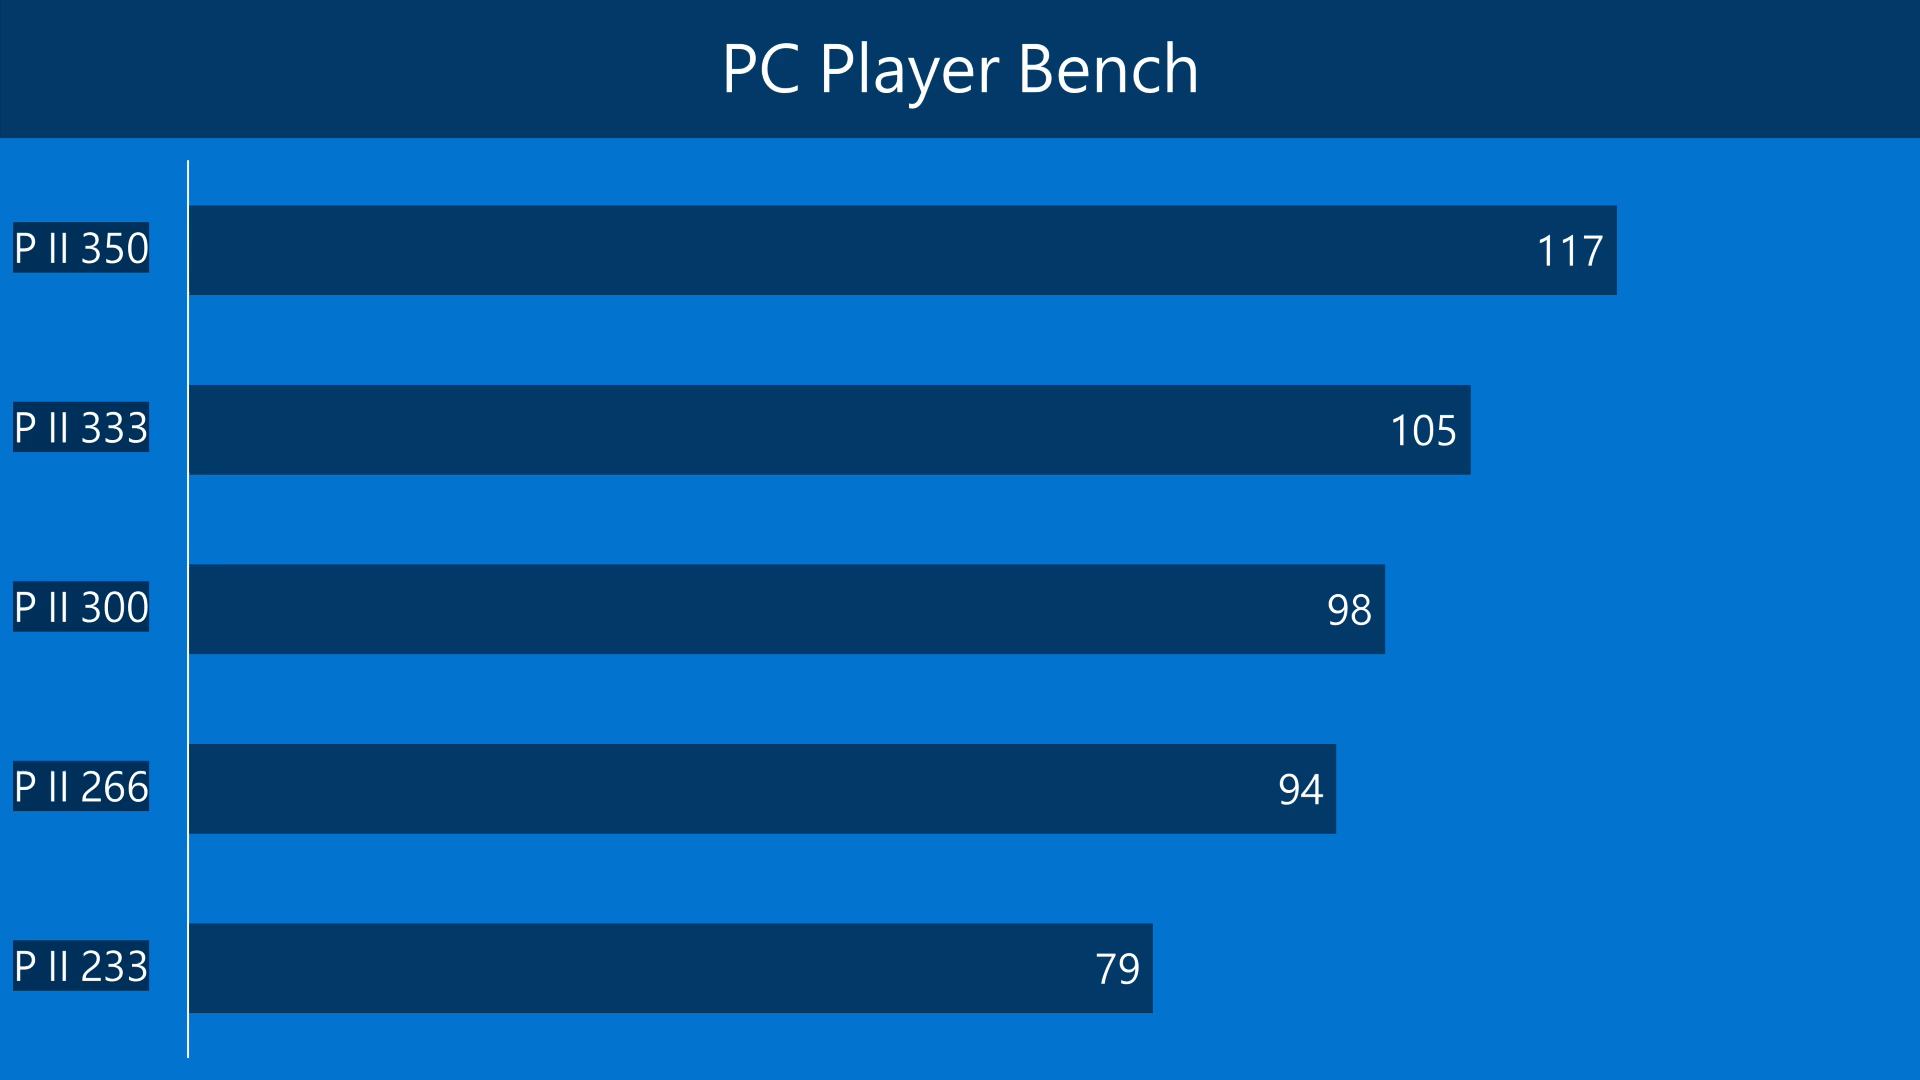 PC Player Bench
P II 350
117
P II 333
105
P II 300
98
P II 266
94
P II 233
79